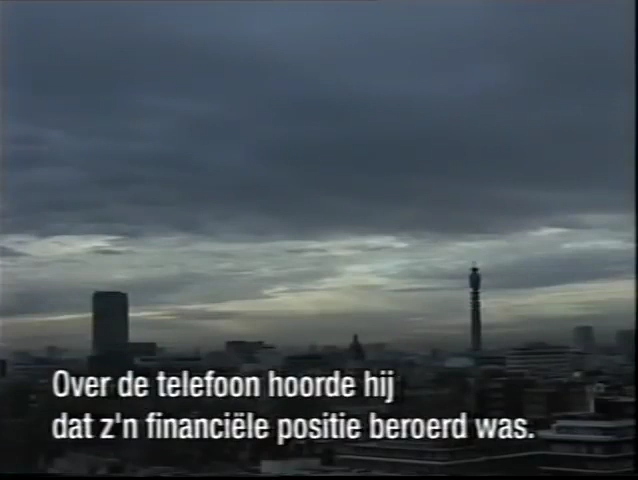 Over de telefoon hoorde hij
dat z'n financiële positie beroerd was.